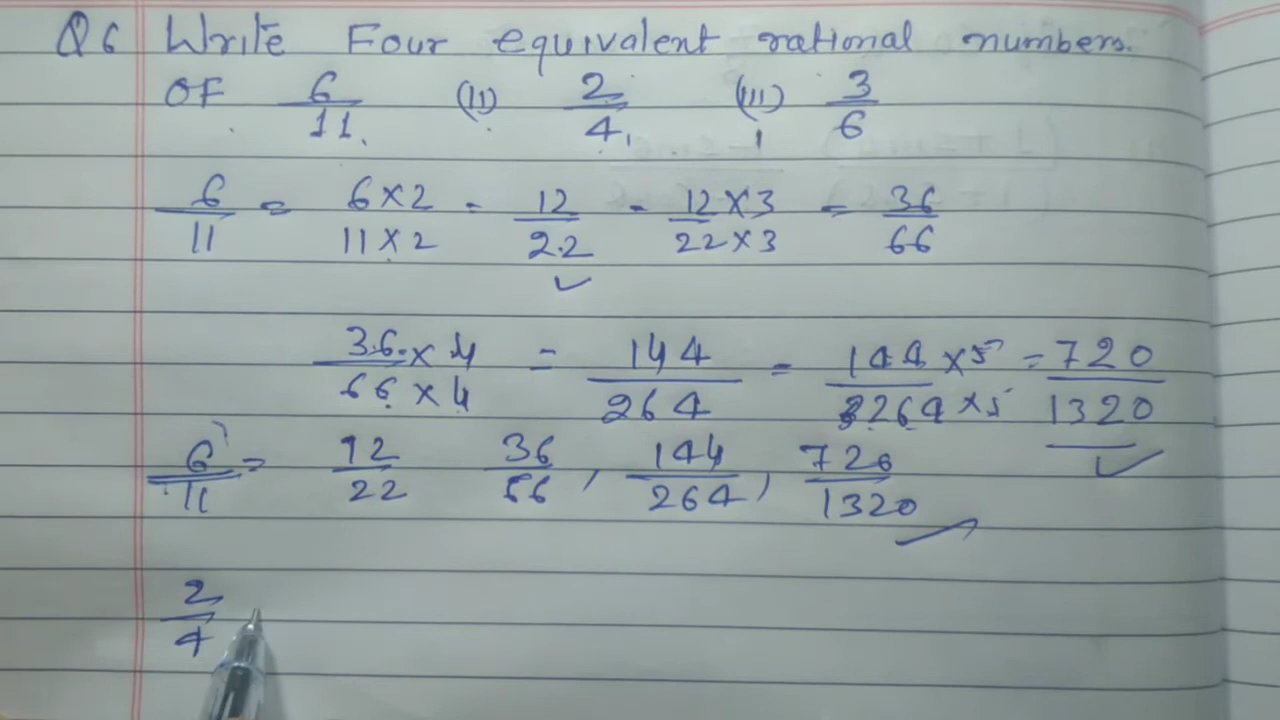 Q6 Write Four equivalent rational numbers.
OF 6/11. (II) 2/4, (III) 3/6
6/11 = 6×2/11×2 = 12/22 = 12×3/22×3 = 36/66
36×4/66×4 = 144/264 = 144×5/264×5 = 720/1320
6/11 = 12/22 36/66, 144/264, 720/1320
2/4